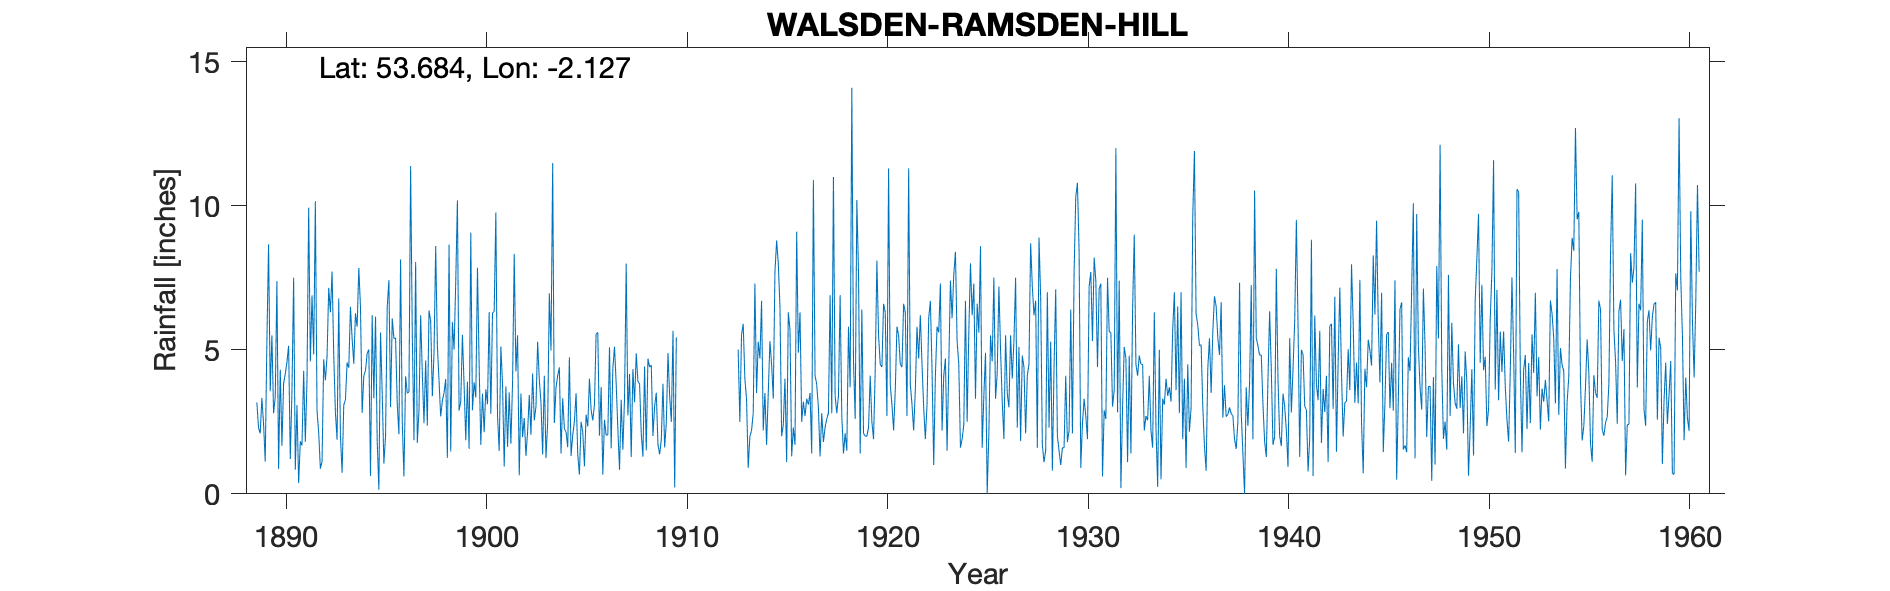 WALSDEN-RAMSDEN-HILL
Lat: 53.684, Lon: -2.127
15
10
5
0
Rainfall [inches]
1890 1900 1910 1920 1930 1940 1950 1960
Year